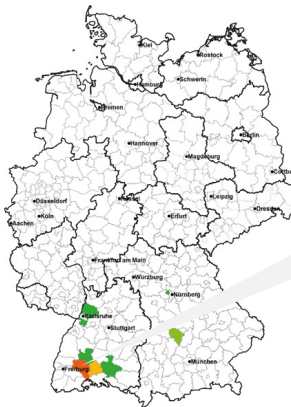 Kiel
Rostock
Hamburg
Schwerin
Bremen
Berlin
Hannover
Magdeburg
Cottbu
Düsseldorf
Kassel
Leipzig
Köln
Erfurt
Dresden
Aachen
Frankfurt am Main
Würzburg
Nürnberg
Karlsruhe
Stuttgart
Freiburg
München